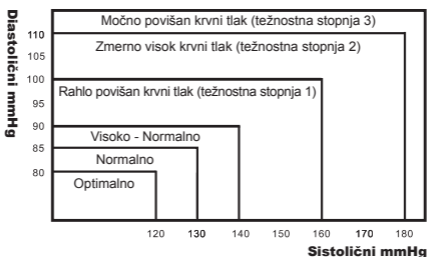 Diastolični mmHg
Močno povišan krvni tlak (težnostna stopnja 3)
110
Zmerno visok krvni tlak (težnostna stopnja 2)
105
100
Rahlo povišan krvni tlak (težnostna stopnja 1)
95
90
Visoko - Normalno
85
Normalno
80
Optimalno
120 130 140 150 160 170 180
Sistolični mmHg